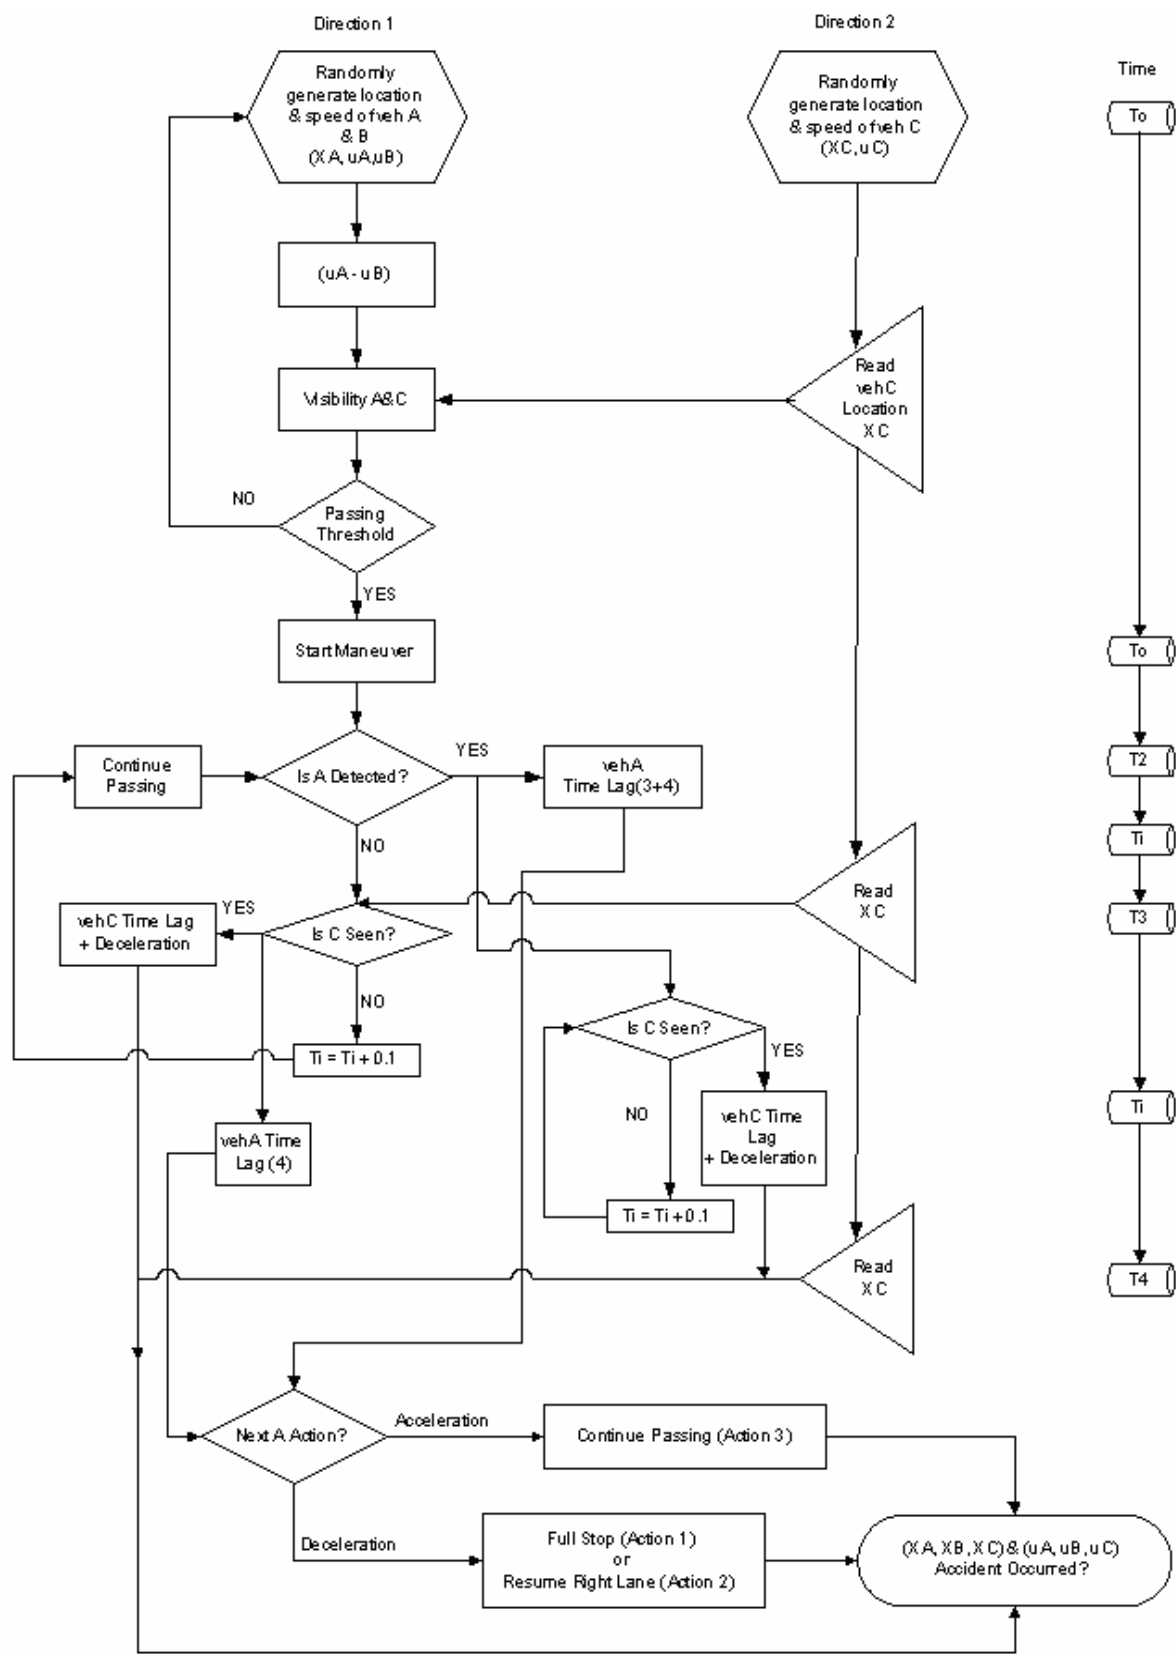 Direction 1
Direction 2
Time
Randomly
generate location
& speed of veh A
& B
(XA, uA,uB)
Randomly
generate location
& speed of veh C
(XC, uC)
To
(uA - uB)
Visibility A&C
Read
veh C
Location
XC
NO
Passing
Threshold
YES
Start Maneuver
To
Continue
Passing
Is A Detected?
YES
veh A
Time Lag(3+4)
T2
NO
Ti
veh C Time Lag
+ Deceleration
YES
Is C Seen?
Read
XC
T3
NO
Ti = Ti + 0.1
Is C Seen?
YES
NO
veh C Time
Lag
+ Deceleration
Ti
veh A Time
Lag (4)
Ti = Ti + 0.1
Read
XC
T4
Next A Action?
Acceleration
Continue Passing (Action 3)
Deceleration
Full Stop (Action 1)
or
Resume Right Lane (Action 2)
(XA, XB, XC) & (uA, uB, uC)
Accident Occurred?